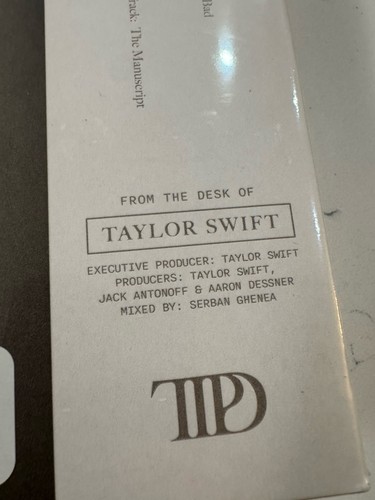 Bad
Track: The Manuscript
FROM THE DESK OF
TAYLOR SWIFT
EXECUTIVE PRODUCER: TAYLOR SWIFT
PRODUCERS: TAYLOR SWIFT,
JACK ANTONOFF & AARON DESSNER
MIXED BY: SERBAN GHENEA
TTPD